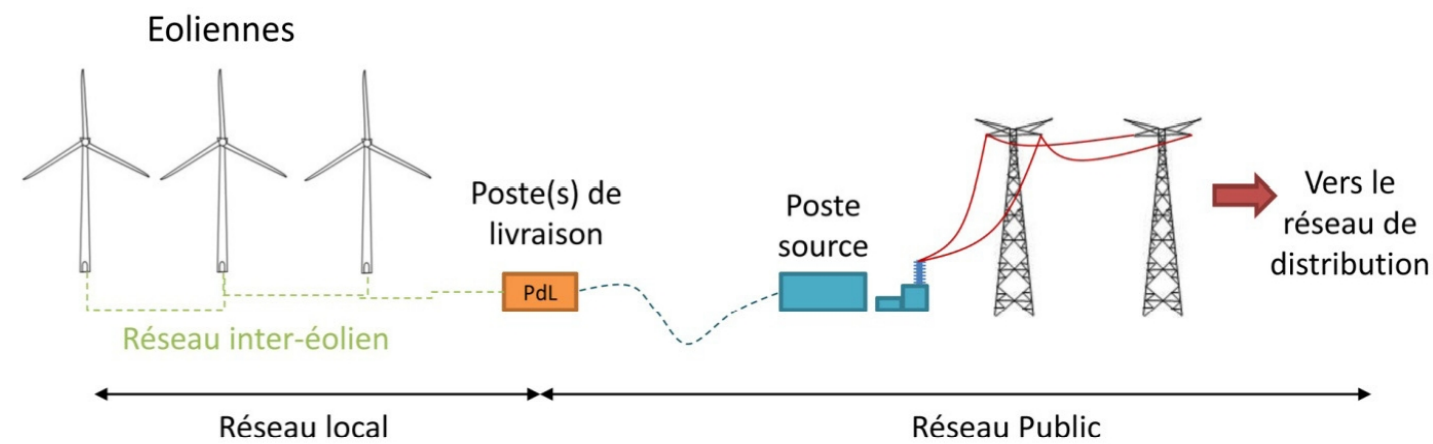 Eoliennes
Poste(s) de
livraison
PdL
Poste
source
Vers le
réseau de
distribution
Réseau inter-éolien
Réseau local
Réseau Public